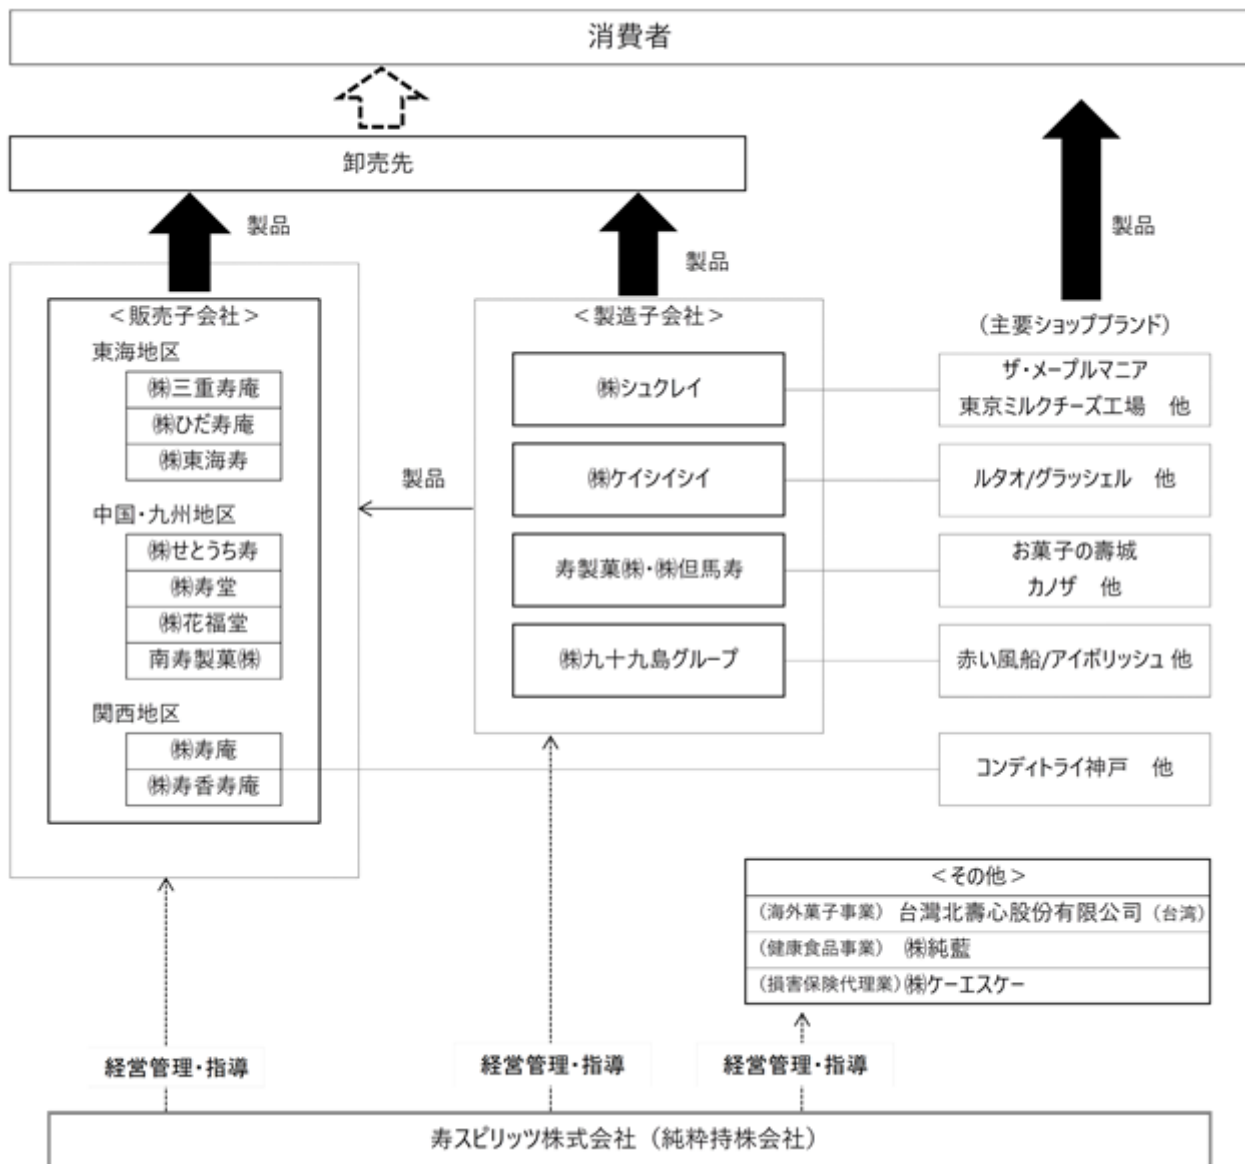 消費者
卸売先
製品
製品
製品
＜販売子会社＞
東海地区
㈱三重寿庵
㈱ひだ寿庵
㈱東海寿
中国・九州地区
㈱せとうち寿
㈱寿堂
㈱花福堂
南寿製菓㈱
関西地区
㈱寿庵
㈱寿香寿庵
製品
＜製造子会社＞
㈱シュクレイ
㈱ケイシイシイ
寿製菓㈱・㈱但馬寿
㈱九十九島グループ
（主要ショップブランド）
ザ・メープルマニア
東京ミルクチーズ工場　他
ルタオ/グラッシェル　他
お菓子の壽城
カノザ　他
赤い風船/アイボリッシュ 他
コンディトライ神戸　他
＜その他＞
（海外菓子事業） 台灣北壽心股份有限公司（台湾）
（健康食品事業） ㈱純藍
（損害保険代理業）㈱ケーエスケー
経営管理・指導
経営管理・指導
経営管理・指導
寿スピリッツ株式会社（純粋持株会社）